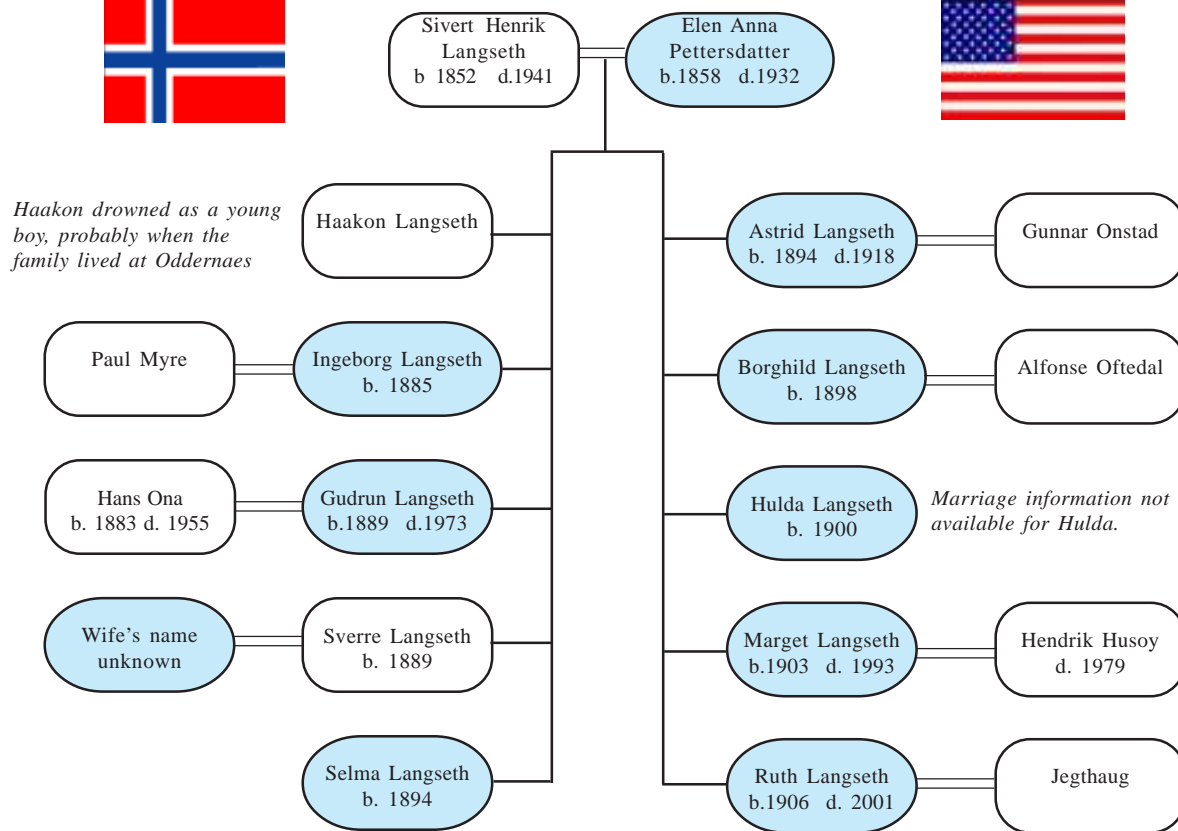 Sivert Henrik
Langseth
b 1852 d.1941
Elen Anna
Pettersdatter
b.1858 d.1932
Haakon drowned as a young
boy, probably when the
family lived at Oddernaes
Haakon Langseth
Astrid Langseth
b. 1894 d.1918
Gunnar Onstad
Paul Myre
Ingeborg Langseth
b. 1885
Borghild Langseth
b. 1898
Alfonse Oftedal
Hans Ona
b. 1883 d. 1955
Gudrun Langseth
b.1889 d.1973
Hulda Langseth
b. 1900
Marriage information not
available for Hulda.
Wife's name
unknown
Sverre Langseth
b. 1889
Marget Langseth
b.1903 d. 1993
Hendrik Husoy
d. 1979
Selma Langseth
b. 1894
Ruth Langseth
b.1906 d. 2001
Jegthaug